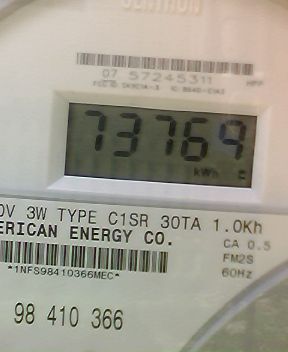 CENTRON
07 57245311
73769
kWh
0V 3W TYPE C1SR 30TA 1.0Kh
ERICAN ENERGY CO.
CA 0.5
FM2S
60Hz
*1NFS98410366MEC*
98 410 366